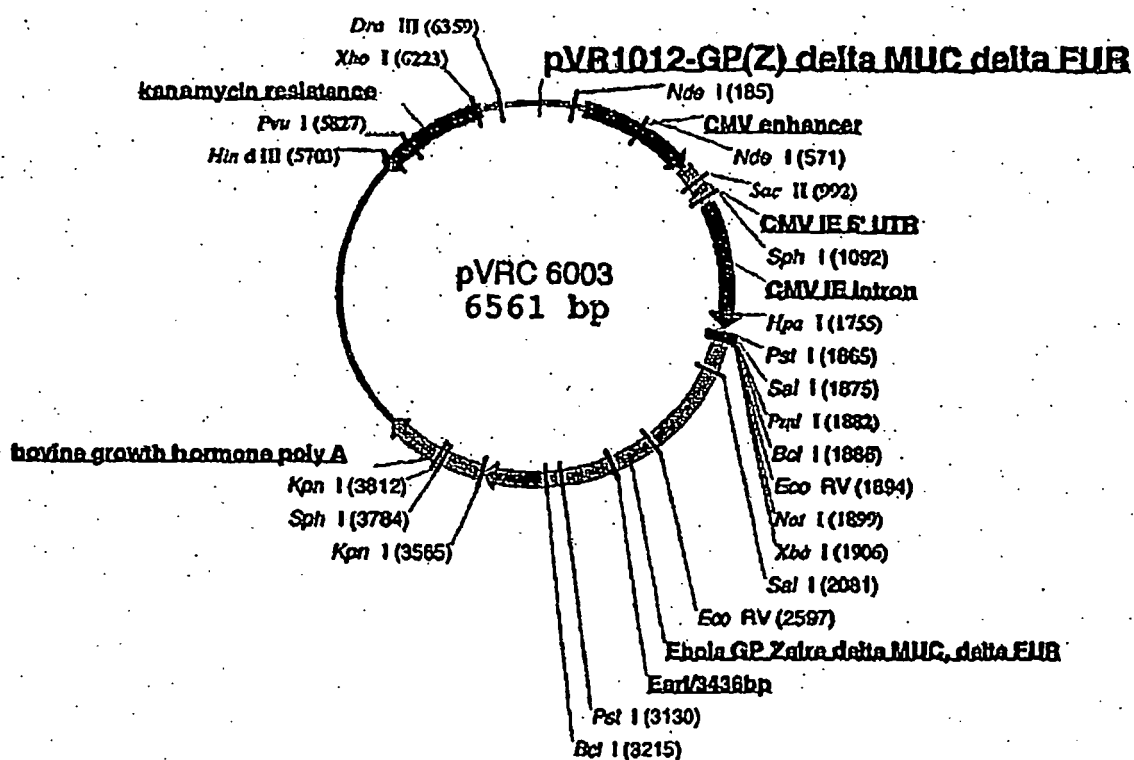 Dra III (6359)
Xho I (6223)
pVR1012-GP(Z) delta MUC delta FUR
Nde I (185)
kanamycin resistance
CMV enhancer
Pvu I (5827)
Nde I (571)
Hin d III (5703)
Sac II (992)
CMV IE 5' UTR
Sph I (1092)
pVRC 6003
6561 bp
CMV IE Intron
Hpa I (1755)
Pst I (1865)
Sal I (1875)
I (1882)
Bcl I (1888)
Eco RV (1894)
Not I (1899)
Xba I (1906)
Sal I (2081)
bovine growth hormone poly A
Kpn I (3812)
Sph I (3784)
Kpn I (3565)
Eco RV (2597)
Ebola GP Zaire delta MUC, delta FUR
EarI/3436bp
Pst I (3130)
Bcl I (3215)